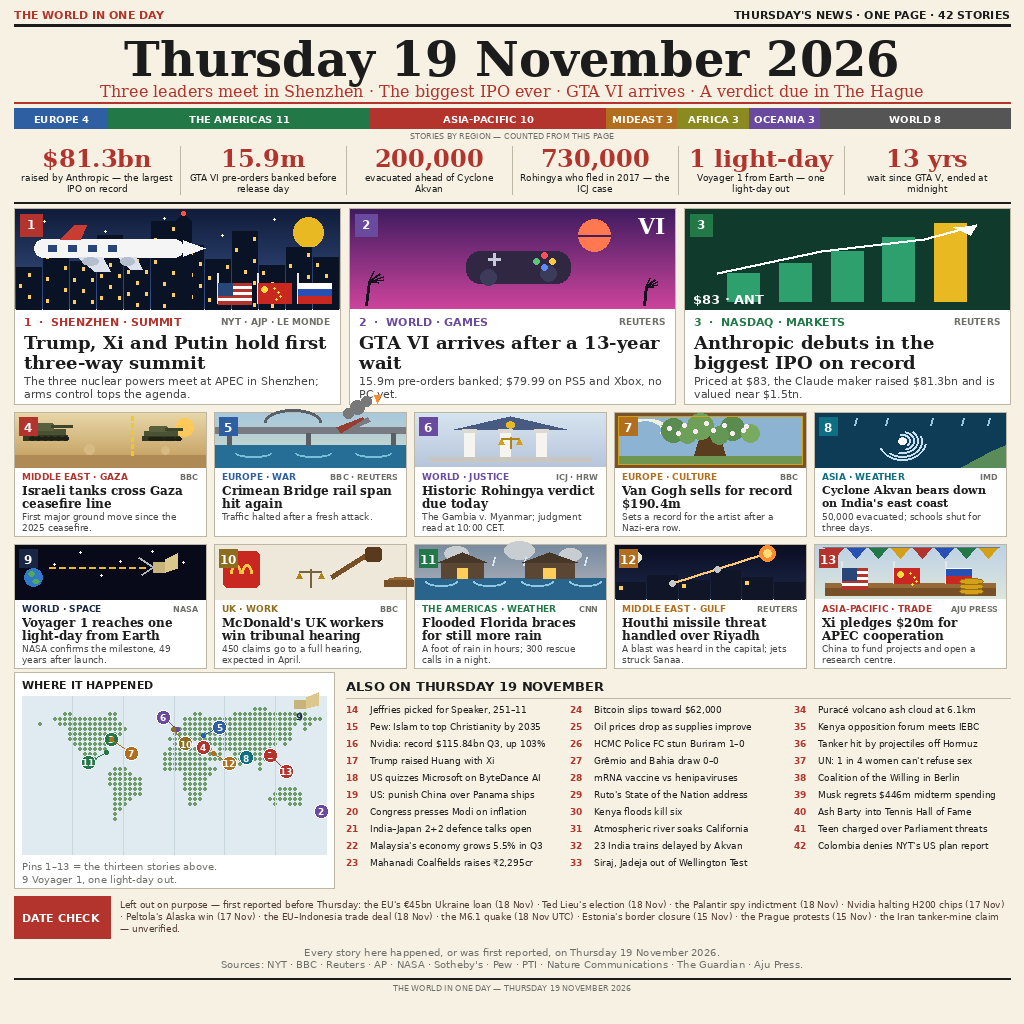 THE WORLD IN ONE DAY
THURSDAY'S NEWS · ONE PAGE · 42 STORIES
Thursday 19 November 2026
Three leaders meet in Shenzhen · The biggest IPO ever · GTA VI arrives · A verdict due in The Hague
EUROPE 4
THE AMERICAS 11
ASIA-PACIFIC 10
MIDEAST 3
AFRICA 3
OCEANIA 3
WORLD 8
STORIES BY REGION — COUNTED FROM THIS PAGE
$81.3bn
raised by Anthropic — the largest
IPO on record
15.9m
GTA VI pre-orders banked before
release day
200,000
evacuated ahead of Cyclone
Akvan
730,000
Rohingya who fled in 2017 — the
ICJ case
1 light-day
Voyager 1 from Earth — one
light-day out
13 yrs
wait since GTA V, ended at
midnight
1
1 · SHENZHEN · SUMMIT
NYT · AJP · LE MONDE
Trump, Xi and Putin hold first
three-way summit
The three nuclear powers meet at APEC in Shenzhen;
arms control tops the agenda.
2
VI
2 · WORLD · GAMES
REUTERS
GTA VI arrives after a 13-year
wait
15.9m pre-orders banked; $79.99 on PS5 and Xbox, no
PC yet.
3
$83 · ANT
3 · NASDAQ · MARKETS
REUTERS
Anthropic debuts in the
biggest IPO on record
Priced at $83, the Claude maker raised $81.3bn and is
valued near $1.5tn.
4
MIDDLE EAST · GAZA
BBC
Israeli tanks cross Gaza
ceasefire line
First major ground move since the
2025 ceasefire.
5
EUROPE · WAR
BBC · REUTERS
Crimean Bridge rail span
hit again
Traffic halted after a fresh attack.
6
WORLD · JUSTICE
ICJ · HRW
Historic Rohingya verdict
due today
The Gambia v. Myanmar; judgment
read at 10:00 CET.
7
EUROPE · CULTURE
BBC
Van Gogh sells for record
$190.4m
Sets a record for the artist after a
Nazi-era row.
8
ASIA · WEATHER
IMD
Cyclone Akvan bears down
on India's east coast
50,000 evacuated; schools shut for
three days.
9
WORLD · SPACE
NASA
Voyager 1 reaches one
light-day from Earth
NASA confirms the milestone, 49
years after launch.
10
UK · WORK
BBC
McDonald's UK workers
win tribunal hearing
450 claims go to a full hearing,
expected in April.
11
THE AMERICAS · WEATHER
CNN
Flooded Florida braces
for still more rain
A foot of rain in hours; 300 rescue
calls in a night.
12
MIDDLE EAST · GULF
REUTERS
Houthi missile threat
handled over Riyadh
A blast was heard in the capital; jets
struck Sanaa.
13
ASIA-PACIFIC · TRADE
AJU PRESS
Xi pledges $20m for
APEC cooperation
China to fund projects and open a
research centre.
WHERE IT HAPPENED
9
6
5
3
10
4
1
7
11
12
8
13
2
Pins 1–13 = the thirteen stories above.
9 Voyager 1, one light-day out.
ALSO ON THURSDAY 19 NOVEMBER
14 Jeffries picked for Speaker, 251–11
15 Pew: Islam to top Christianity by 2035
16 Nvidia: record $115.84bn Q3, up 103%
17 Trump raised Huang with Xi
18 US quizzes Microsoft on ByteDance AI
19 US: punish China over Panama ships
20 Congress presses Modi on inflation
21 India–Japan 2+2 defence talks open
22 Malaysia's economy grows 5.5% in Q3
23 Mahanadi Coalfields raises ₹2,295cr
24 Bitcoin slips toward $62,000
25 Oil prices drop as supplies improve
26 HCMC Police FC stun Buriram 1–0
27 Grêmio and Bahia draw 0–0
28 mRNA vaccine vs henipaviruses
29 Ruto's State of the Nation address
30 Kenya floods kill six
31 Atmospheric river soaks California
32 23 India trains delayed by Akvan
33 Siraj, Jadeja out of Wellington Test
34 Puracé volcano ash cloud at 6.1km
35 Kenya opposition forum meets IEBC
36 Tanker hit by projectiles off Hormuz
37 UN: 1 in 4 women can't refuse sex
38 Coalition of the Willing in Berlin
39 Musk regrets $446m midterm spending
40 Ash Barty into Tennis Hall of Fame
41 Teen charged over Parliament threats
42 Colombia denies NYT's US plan report
DATE CHECK
Left out on purpose — first reported before Thursday: the EU's €45bn Ukraine loan (18 Nov) · Ted Lieu's election (18 Nov) · the Palantir spy indictment (18 Nov) · Nvidia halting H200 chips (17 Nov)
· Peltola's Alaska win (17 Nov) · the EU–Indonesia trade deal (18 Nov) · the M6.1 quake (18 Nov UTC) · Estonia's border closure (15 Nov) · the Prague protests (15 Nov) · the Iran tanker-mine claim
— unverified.
Every story here happened, or was first reported, on Thursday 19 November 2026.
Sources: NYT · BBC · Reuters · AP · NASA · Sotheby's · Pew · PTI · Nature Communications · The Guardian · Aju Press.
THE WORLD IN ONE DAY — THURSDAY 19 NOVEMBER 2026